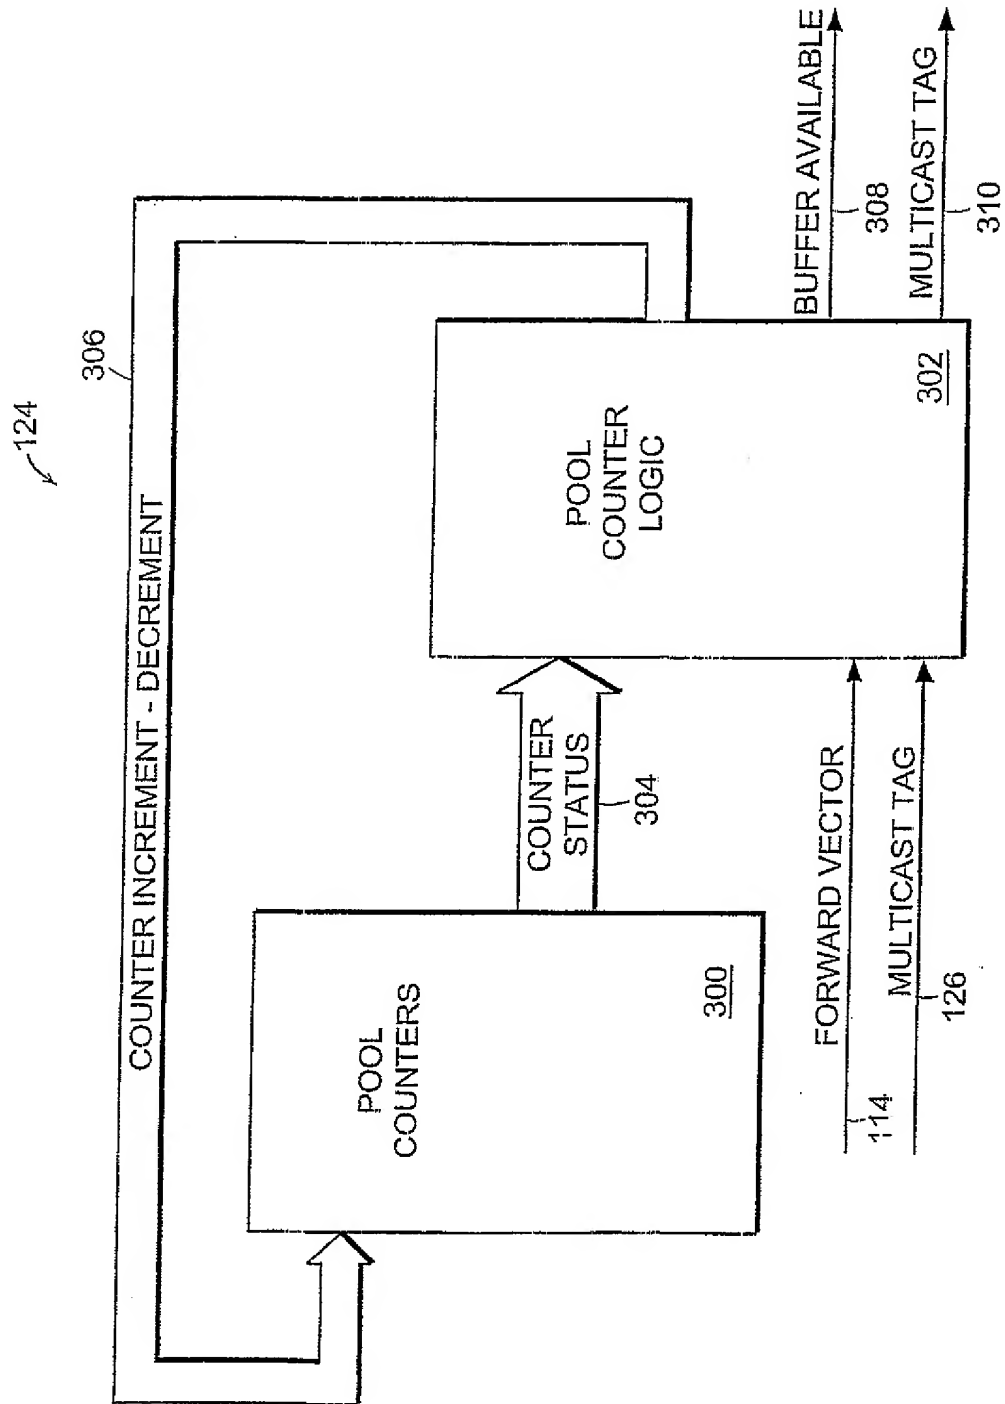 124
306
COUNTER INCREMENT - DECREMENT
POOL
COUNTERS
300
COUNTER
STATUS
304
POOL
COUNTER
LOGIC
302
FORWARD VECTOR
114
MULTICAST TAG
126
BUFFER AVAILABLE
308
MULTICAST TAG
310